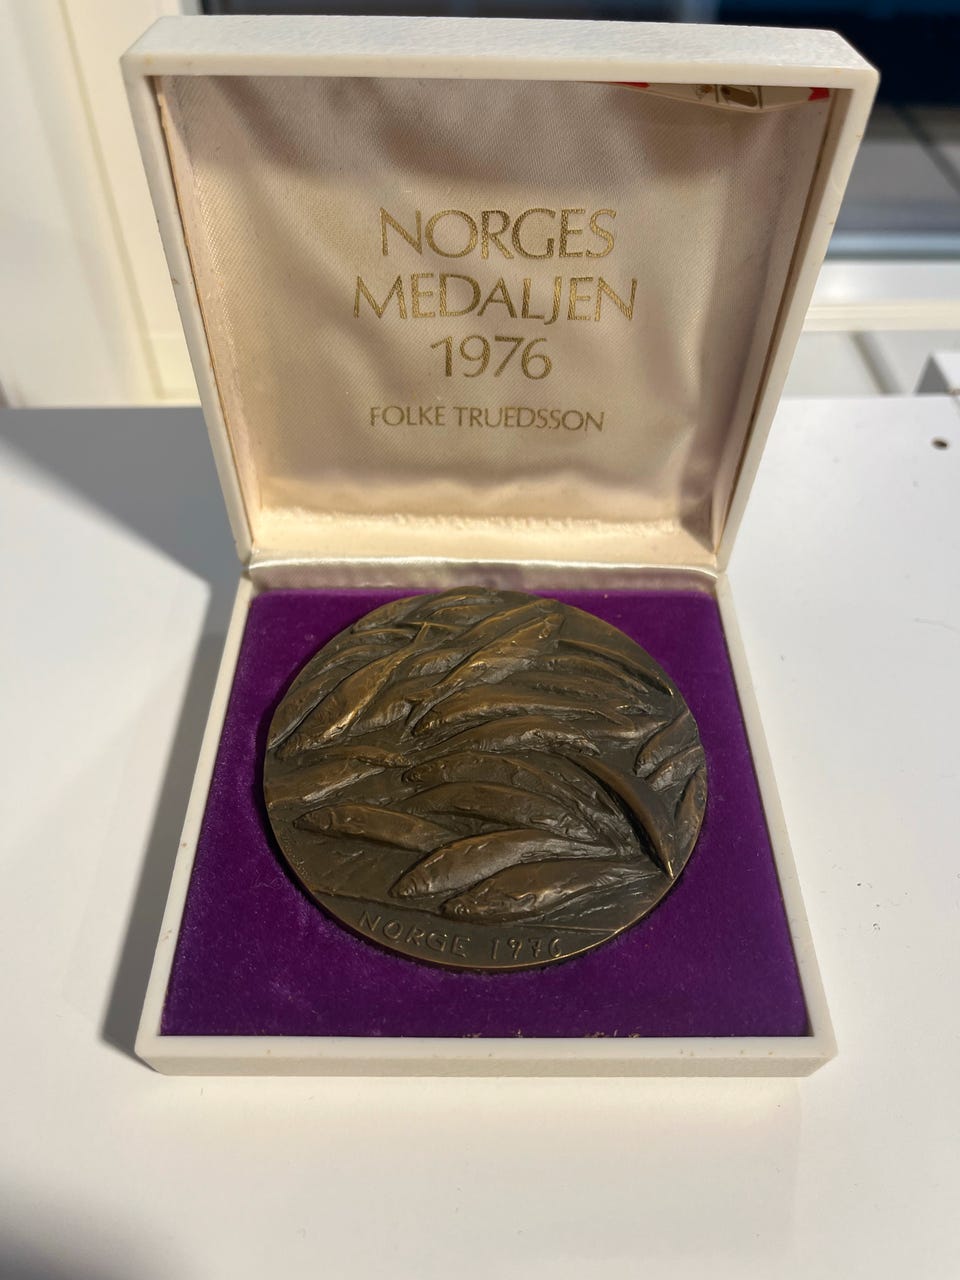 NORGES
MEDALJEN
1976
FOLKE TRUEDSSON
NORGE 1976